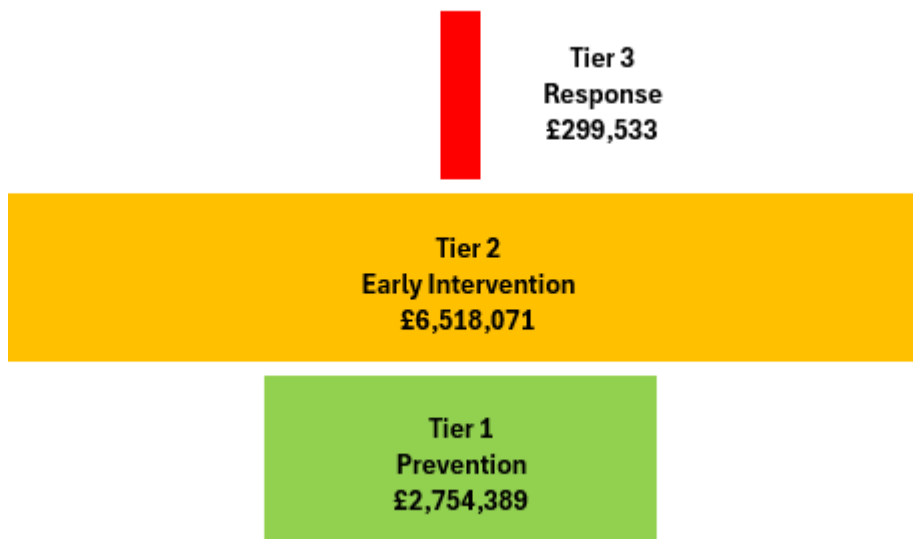 Tier 3
Response
£299,533
Tier 2
Early Intervention
£6,518,071
Tier 1
Prevention
£2,754,389